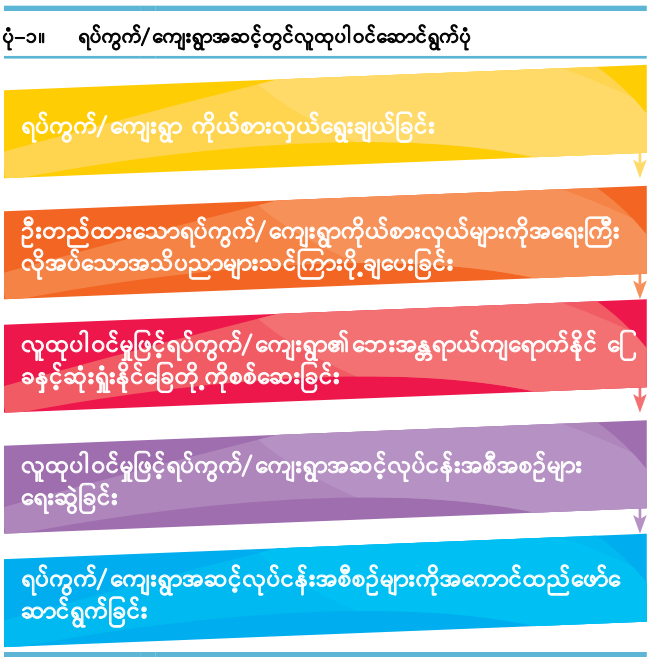 ပုံ−၁။ ရပ်ကွက်/ကျေးရွာအဆင့်တွင်လူထုပါဝင်ဆောင်ရွက်ပုံ
ရပ်ကွက်/ကျေးရွာ ကိုယ်စားလှယ်ရွေးချယ်ခြင်း
ဦးတည်ထားသောရပ်ကွက်/ကျေးရွာကိုယ်စားလှယ်များကိုအရေးကြီး
လိုအပ်သောအသိပညာများသင်ကြားပို့ချပေးခြင်း
လူထုပါဝင်မှုဖြင့်ရပ်ကွက်/ကျေးရွာ၏ဘေးအန္တရာယ်ကျရောက်နိုင် ခြေ
ခနှင့်ဆုံးရှုံးနိုင်ခြေတို့ကိုစစ်ဆေးခြင်း
လူထုပါဝင်မှုဖြင့်ရပ်ကွက်/ကျေးရွာအဆင့်လုပ်ငန်းအစီအစဉ်များ
ရေးဆွဲခြင်း
ရပ်ကွက်/ကျေးရွာအဆင့်လုပ်ငန်းအစီစဉ်များကိုအကောင်ထည်ဖော်ေ
ဆာင်ရွက်ခြင်း